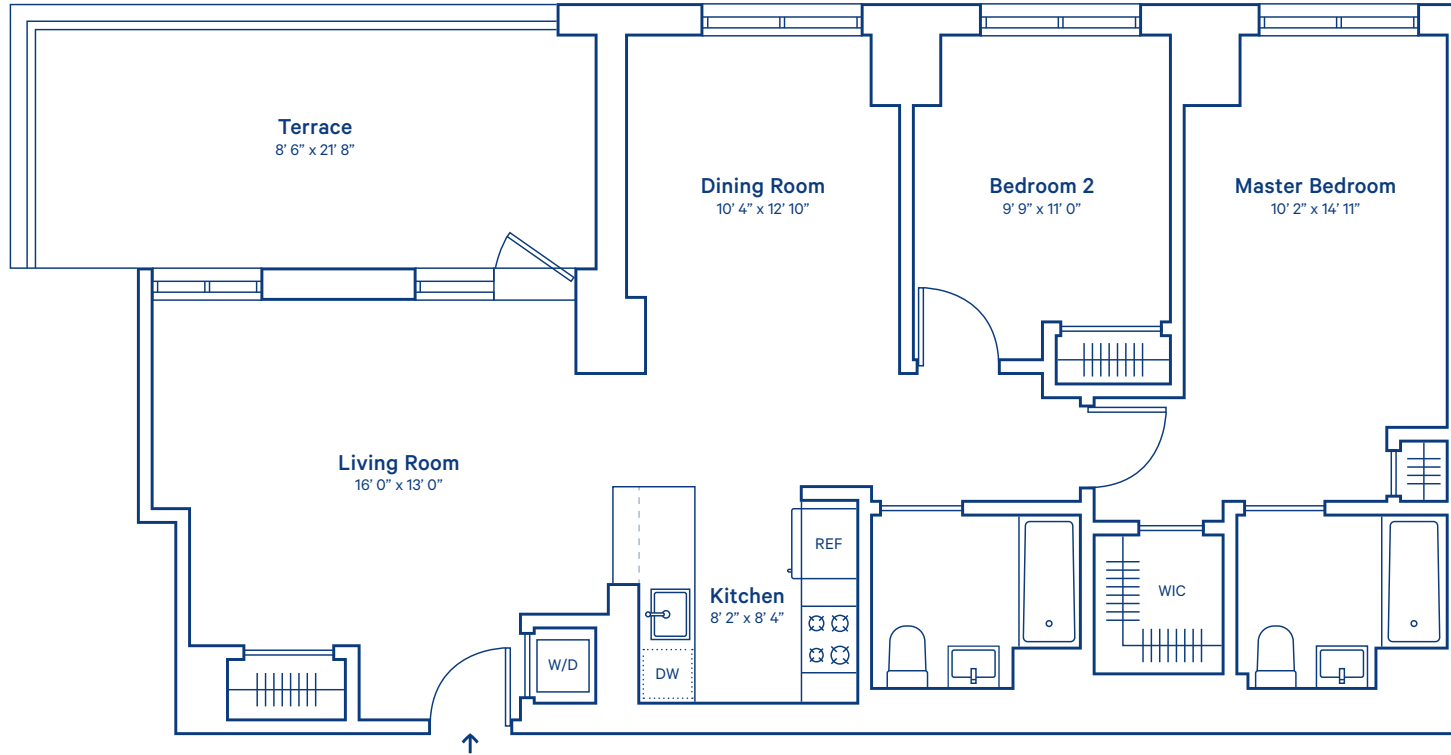 Terrace
8’ 6” x 21’ 8”
Dining Room
10’ 4” x 12’ 10”
Bedroom 2
9’ 9” x 11’ 0”
Master Bedroom
10’ 2” x 14’ 11”
Living Room
16’ 0” x 13’ 0”
REF
Kitchen
8’ 2” x 8’ 4”
WIC
W/D
DW